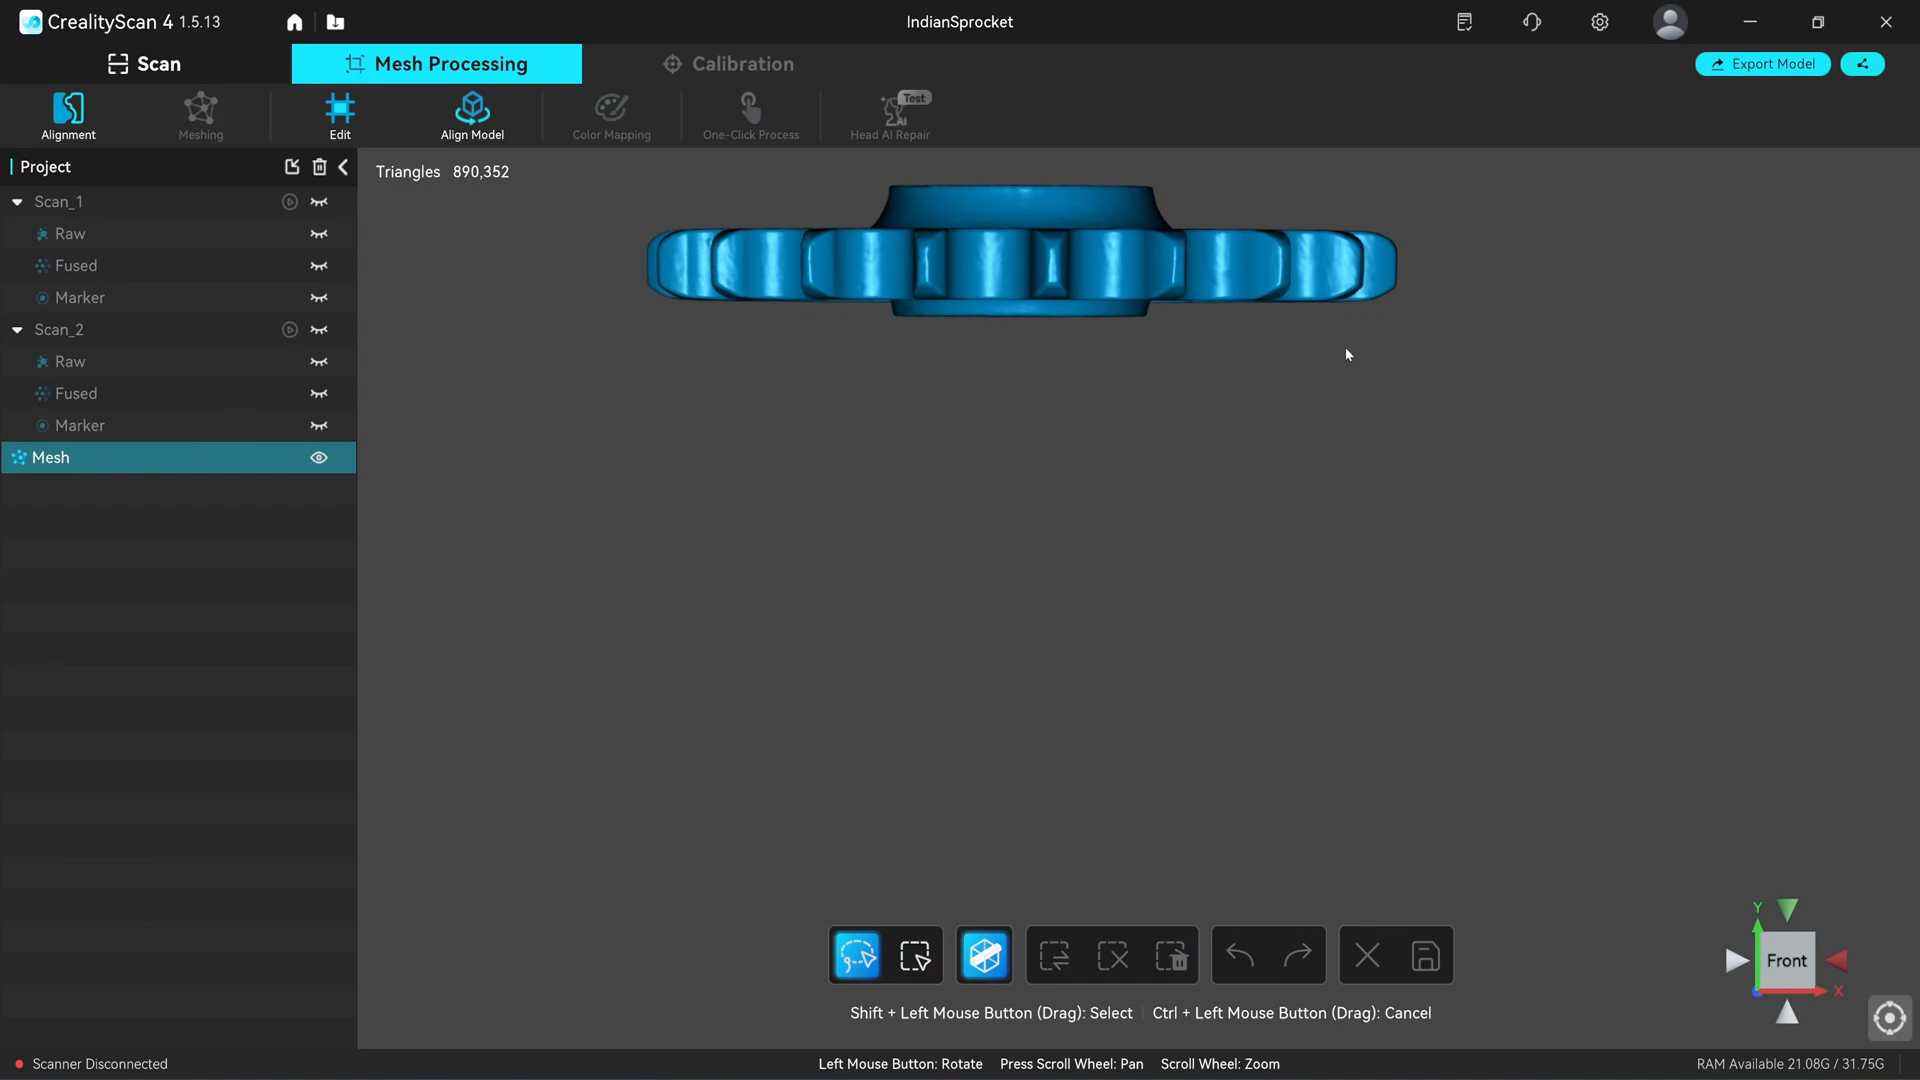 CrealityScan 4 1.5.13
IndianSprocket
Scan
Mesh Processing
Calibration
Export Model
Alignment
Meshing
Edit
Align Model
Color Mapping
One-Click Process
Test
AI
Head AI Repair
Project
Triangles 890,352
Scan_1
Raw
Fused
Marker
Scan_2
Raw
Fused
Marker
Mesh
Y
Front
X
Shift + Left Mouse Button (Drag): Select
Ctrl + Left Mouse Button (Drag): Cancel
Scanner Disconnected
Left Mouse Button: Rotate Press Scroll Wheel: Pan Scroll Wheel: Zoom
RAM Available 21.08G / 31.75G